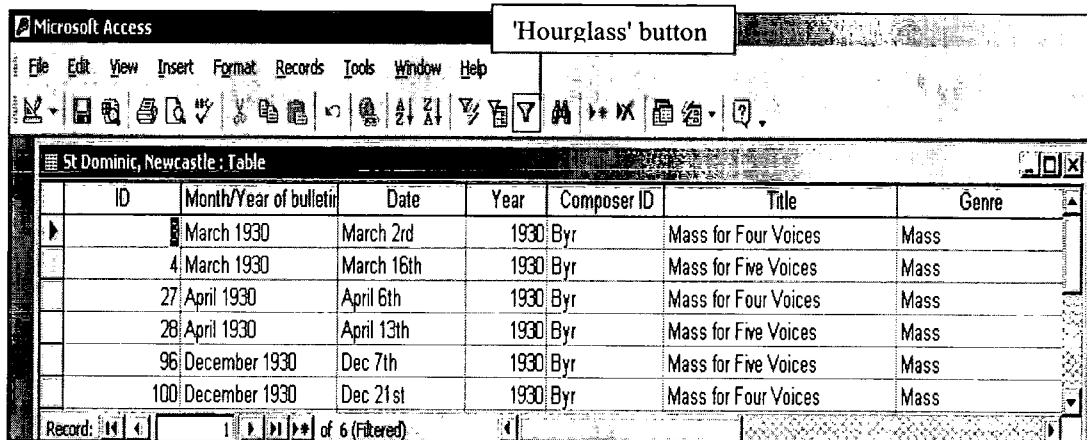 Microsoft Access
'Hourglass' button
File Edit View Insert Format Records Tools Window Help
St Dominic, Newcastle : Table
ID Month/Year of bulletin Date Year Composer ID Title Genre
March 1930 March 2nd 1930 Byr Mass for Four Voices Mass
4 March 1930 March 16th 1930 Byr Mass for Five Voices Mass
27 April 1930 April 6th 1930 Byr Mass for Four Voices Mass
28 April 1930 April 13th 1930 Byr Mass for Five Voices Mass
96 December 1930 Dec 7th 1930 Byr Mass for Five Voices Mass
100 December 1930 Dec 21st 1930 Byr Mass for Four Voices Mass
Record: 1 of 6 (Filtered)